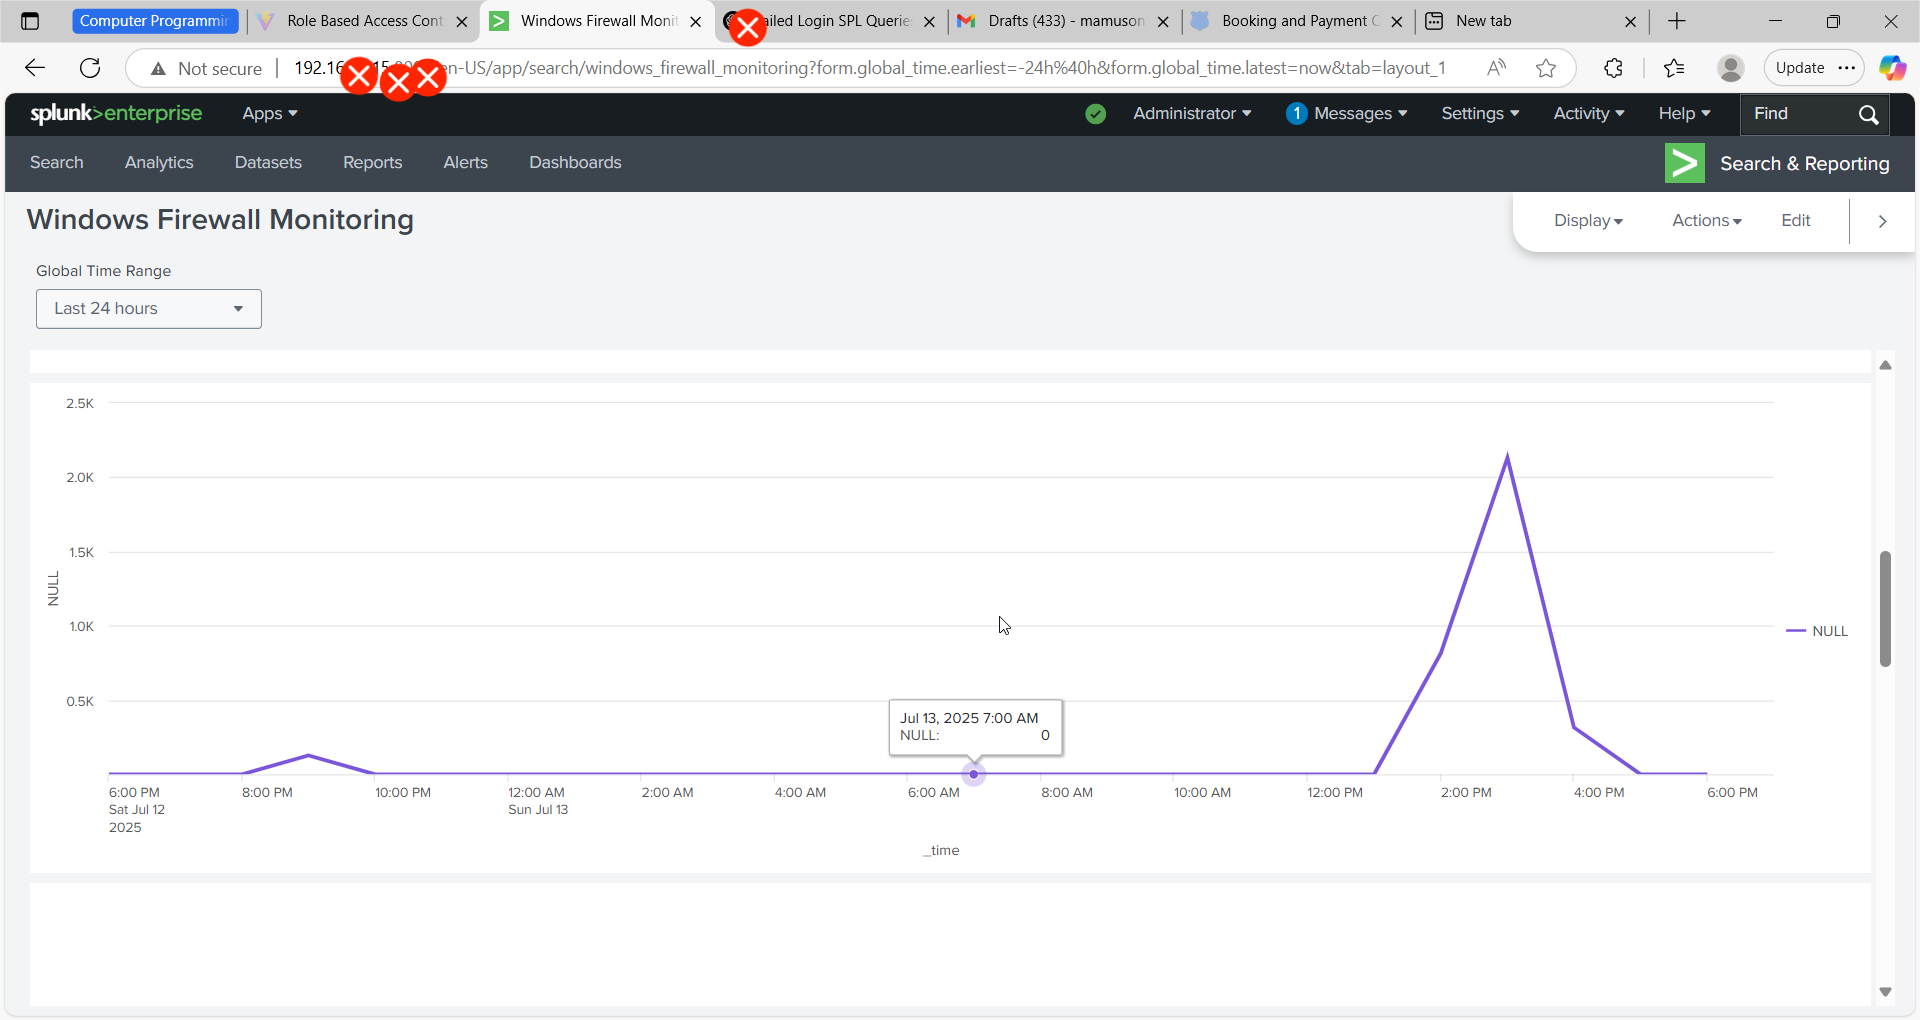 Computer Programmi
Role Based Access Cont
Windows Firewall Monit
ailed Login SPL Querie
Drafts (433) - mamuson
Booking and Payment C
New tab
Not secure
192.16
en-US/app/search/windows_firewall_monitoring?form.global_time.earliest=-24h%40h&form.global_time.latest=now&tab=layout_1
Update
splunk>enterprise
Apps
Administrator
1 Messages
Settings
Activity
Help
Find
Search
Analytics
Datasets
Reports
Alerts
Dashboards
Search & Reporting
Windows Firewall Monitoring
Display
Actions
Edit
Global Time Range
Last 24 hours
2.5K
2.0K
1.5K
1.0K
0.5K
NULL
NULL
Jul 13, 2025 7:00 AM
NULL: 0
6:00 PM
Sat Jul 12
2025
8:00 PM
10:00 PM
12:00 AM
Sun Jul 13
2:00 AM
4:00 AM
6:00 AM
8:00 AM
10:00 AM
12:00 PM
2:00 PM
4:00 PM
6:00 PM
_time